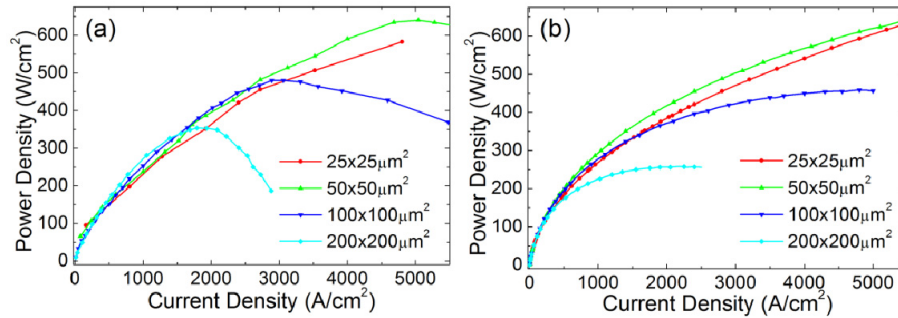 (a)
Power Density (W/cm²)
600
500
400
300
200
100
0
25x25μm²
50x50μm²
100x100μm²
200x200μm²
0 1000 2000 3000 4000 5000
Current Density (A/cm²)
(b)
Power Density (W/cm²)
600
500
400
300
200
100
0
25x25μm²
50x50μm²
100x100μm²
200x200μm²
0 1000 2000 3000 4000 5000
Current Density (A/cm²)